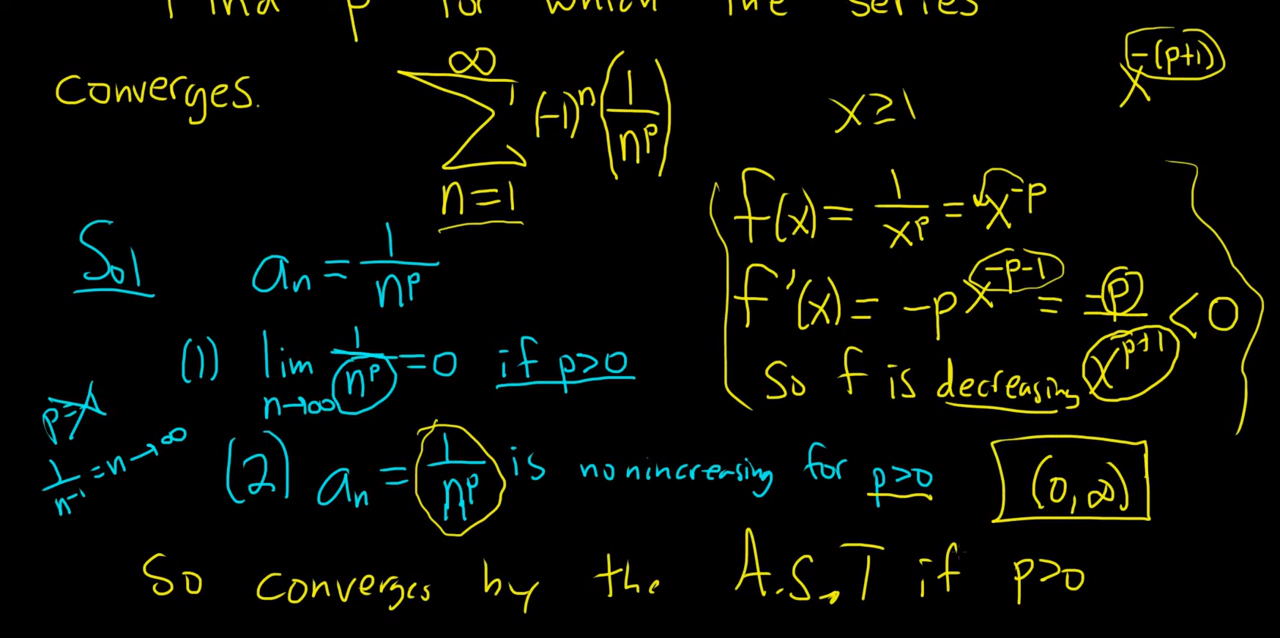 Find p for which the series
converges. ∞ Σ n=1 (-1)^n (1/n^p)
x^-(p+1)
x ≥ 1
f(x) = 1/x^p = x^-p
f'(x) = -p x^-p-1 = -p/x^p+1 < 0
So f is decreasing
Sol a_n = 1/n^p
(1) lim n→∞ 1/n^p = 0 if p>0
p=-1
1/n^-1 = n → ∞
(2) a_n = 1/n^p is nonincreasing for p>0
(0, ∞)
So converges by the A.S.T if p>0